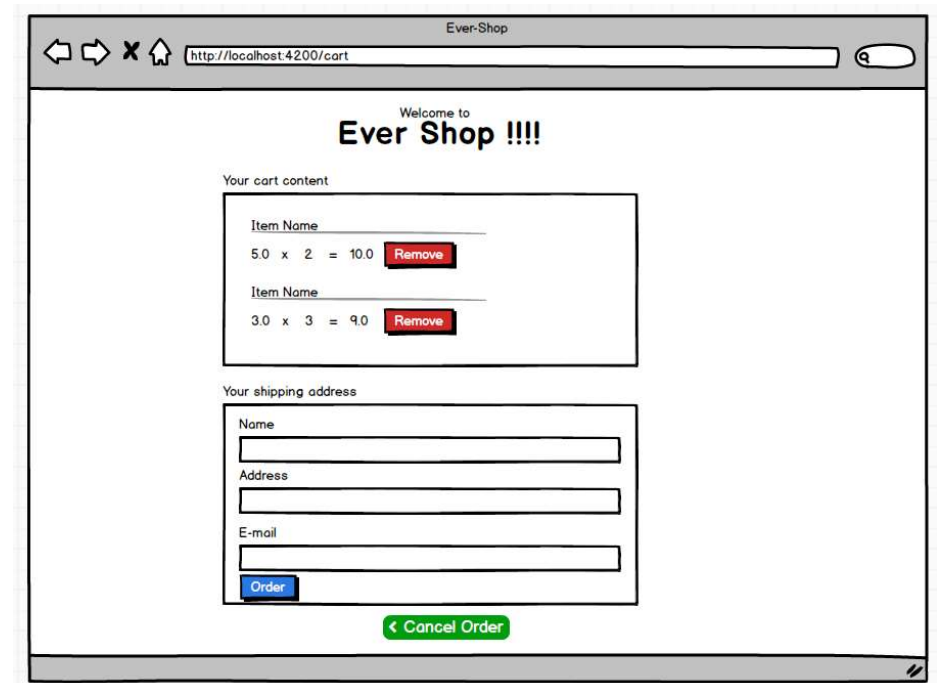 Ever-Shop
http://localhost:4200/cart
Welcome to
Ever Shop !!!!
Your cart content
Item Name
5.0 x 2 = 10.0 Remove
Item Name
3.0 x 3 = 9.0 Remove
Your shipping address
Name
Address
E-mail
Order
< Cancel Order